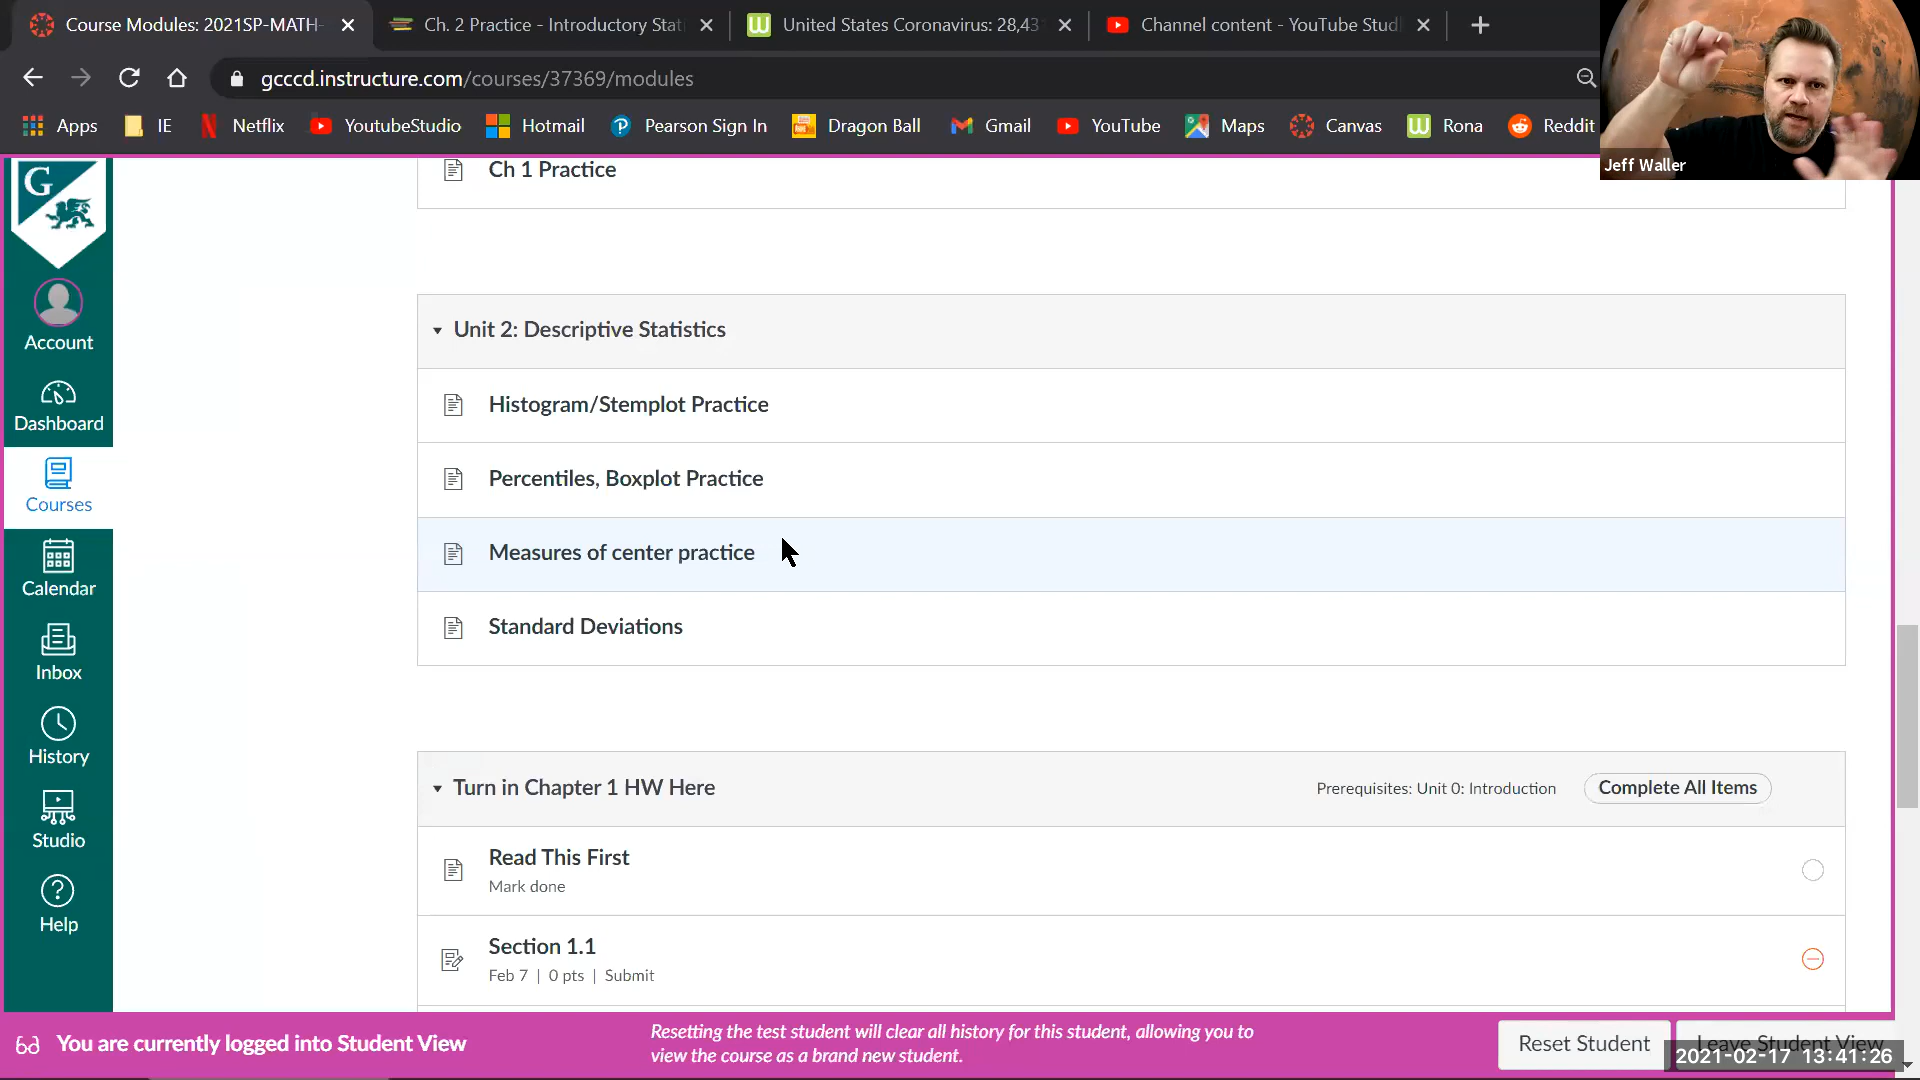 Course Modules: 2021SP-MATH-
Ch. 2 Practice - Introductory Stat
United States Coronavirus: 28,43
Channel content - YouTube Stud
gcccd.instructure.com/courses/37369/modules
Apps
IE
Netflix
YoutubeStudio
Hotmail
Pearson Sign In
Dragon Ball
Gmail
YouTube
Maps
Canvas
Rona
Reddit
Jeff Waller
G
Account
Dashboard
Courses
Calendar
Inbox
History
Studio
Help
Ch 1 Practice
Unit 2: Descriptive Statistics
Histogram/Stemplot Practice
Percentiles, Boxplot Practice
Measures of center practice
Standard Deviations
Turn in Chapter 1 HW Here
Prerequisites: Unit 0: Introduction
Complete All Items
Read This First
Mark done
Section 1.1
Feb 7 | 0 pts | Submit
You are currently logged into Student View
Resetting the test student will clear all history for this student, allowing you to
view the course as a brand new student.
Reset Student
Leave Student View
2021-02-17 13:41:26